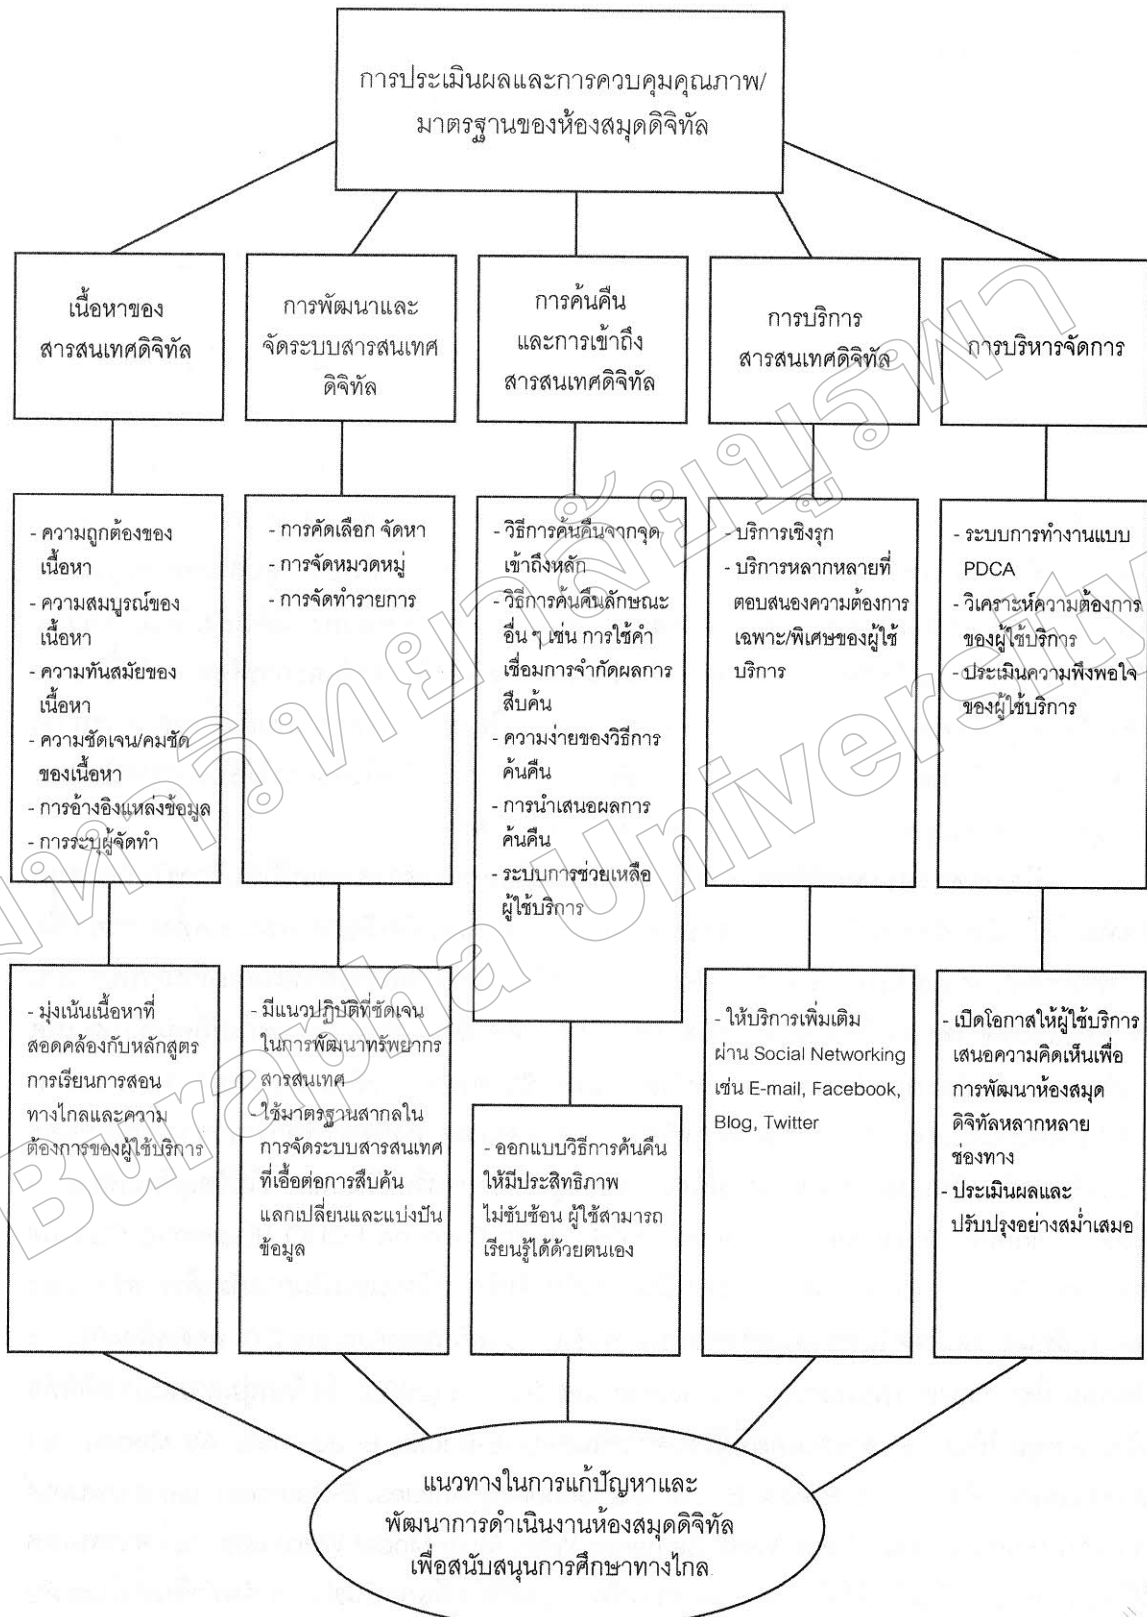 การประเมินผลและการควบคุมคุณภาพ/
มาตรฐานของห้องสมุดดิจิทัล
เนื้อหาของ
สารสนเทศดิจิทัล
การพัฒนาและ
จัดระบบสารสนเทศ
ดิจิทัล
การค้นคืน
และการเข้าถึง
สารสนเทศดิจิทัล
การบริการ
สารสนเทศดิจิทัล
การบริหารจัดการ
- ความถูกต้องของ
เนื้อหา
- ความสมบูรณ์ของ
เนื้อหา
- ความทันสมัยของ
เนื้อหา
- ความชัดเจน/คมชัด
ของเนื้อหา
- การอ้างอิงแหล่งข้อมูล
- การระบุผู้จัดทำ
- การคัดเลือก จัดหา
- การจัดหมวดหมู่
- การจัดทำรายการ
- วิธีการค้นคืนจากจุด
เข้าถึงหลัก
- วิธีการค้นคืนลักษณะ
อื่น ๆ เช่น การใช้คำ
เชื่อมการจำกัดผลการ
สืบค้น
- ความง่ายของวิธีการ
ค้นคืน
- การนำเสนอผลการ
ค้นคืน
- ระบบการช่วยเหลือ
ผู้ใช้บริการ
- บริการเชิงรุก
- บริการหลากหลายที่
ตอบสนองความต้องการ
เฉพาะ/พิเศษของผู้ใช้
บริการ
- ระบบการทำงานแบบ
PDCA
- วิเคราะห์ความต้องการ
ของผู้ใช้บริการ
- ประเมินความพึงพอใจ
ของผู้ใช้บริการ
- มุ่งเน้นเนื้อหาที่
สอดคล้องกับหลักสูตร
การเรียนการสอน
ทางไกลและความ
ต้องการของผู้ใช้บริการ
- มีแนวปฏิบัติที่ชัดเจน
ในการพัฒนาทรัพยากร
สารสนเทศ
- ใช้มาตรฐานสากลใน
การจัดระบบสารสนเทศ
ที่เอื้อต่อการสืบค้น
แลกเปลี่ยนและแบ่งปัน
ข้อมูล
- ออกแบบวิธีการค้นคืน
ให้มีประสิทธิภาพ
ไม่ซับซ้อน ผู้ใช้สามารถ
เรียนรู้ได้ด้วยตนเอง
- ให้บริการเพิ่มเติม
ผ่าน Social Networking
เช่น E-mail, Facebook,
Blog, Twitter
- เปิดโอกาสให้ผู้ใช้บริการ
เสนอความคิดเห็นเพื่อ
การพัฒนาห้องสมุด
ดิจิทัลหลากหลาย
ช่องทาง
- ประเมินผลและ
ปรับปรุงอย่างสม่ำเสมอ
แนวทางในการแก้ปัญหาและ
พัฒนาการดำเนินงานห้องสมุดดิจิทัล
เพื่อสนับสนุนการศึกษาทางไกล
มหาวิทยาลัยบูรพา
Burapha University